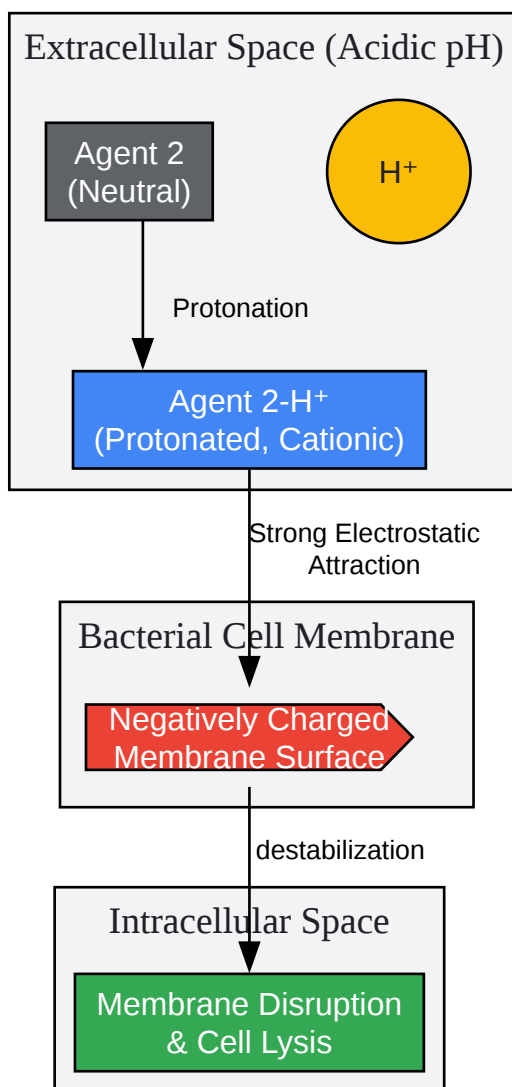 Extracellular Space (Acidic pH)
Agent 2
(Neutral)
H⁺
Protonation
Agent 2-H⁺
(Protonated, Cationic)
Strong Electrostatic
Attraction
Bacterial Cell Membrane
Negatively Charged
Membrane Surface
destabilization
Intracellular Space
Membrane Disruption
& Cell Lysis